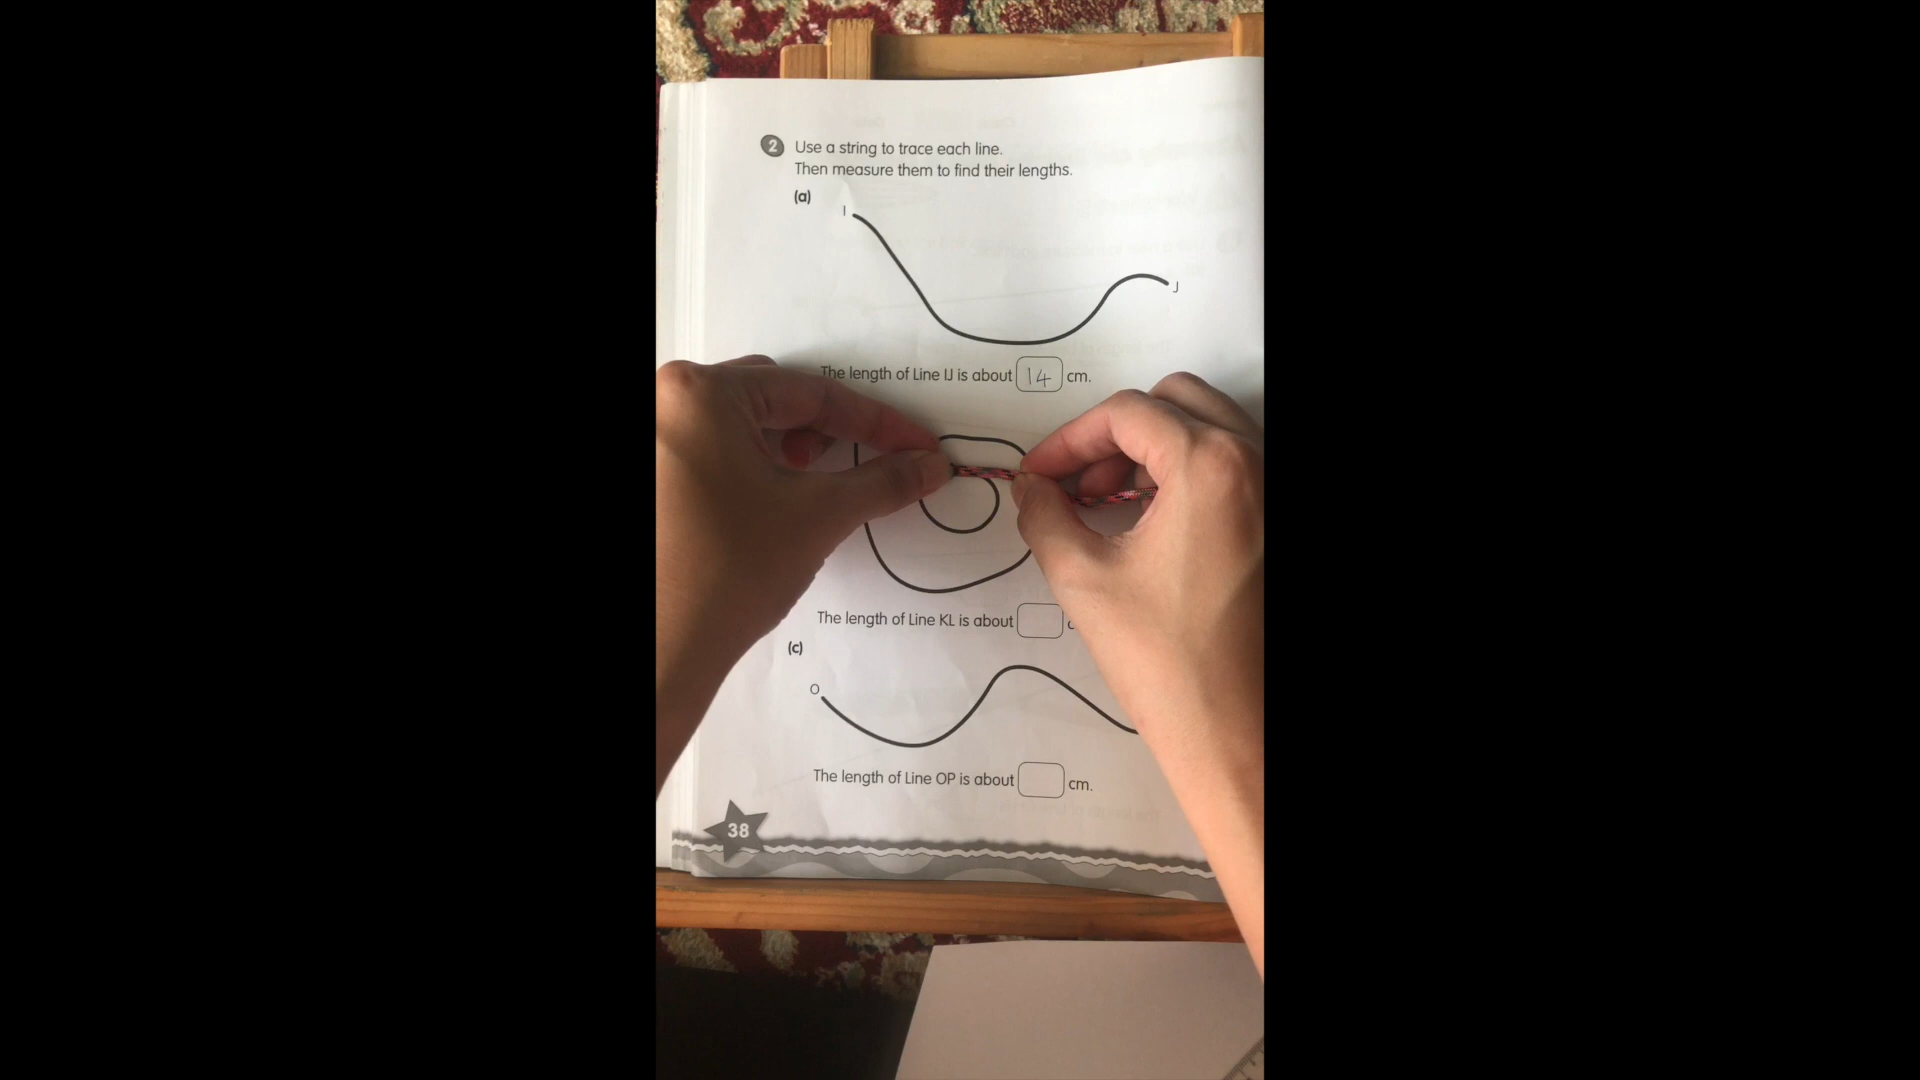 2 Use a string to trace each line.
Then measure them to find their lengths.
(a)
I
J
The length of Line IJ is about 14 cm.
The length of Line KL is about
(c)
O
The length of Line OP is about cm.
38